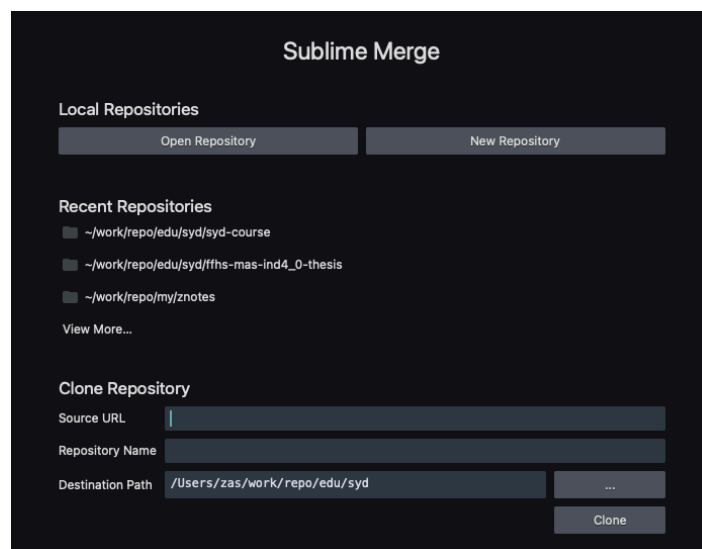 Sublime Merge
Local Repositories
Open Repository
New Repository
Recent Repositories
~/work/repo/edu/syd/syd-course
~/work/repo/edu/syd/ffhs-mas-ind4_0-thesis
~/work/repo/my/znotes
View More...
Clone Repository
Source URL
Repository Name
Destination Path /Users/zas/work/repo/edu/syd ...
Clone